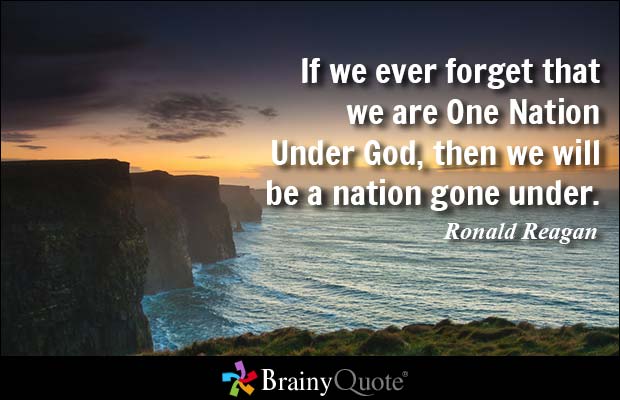 If we ever forget that
we are One Nation
Under God, then we will
be a nation gone under.
Ronald Reagan
BrainyQuote®